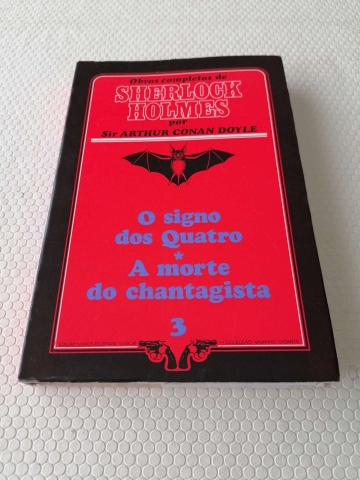 Obras completas de
SHERLOCK
HOLMES
por
Sir ARTHUR CONAN DOYLE
O signo
dos Quatro
*
A morte
do chantagista
3